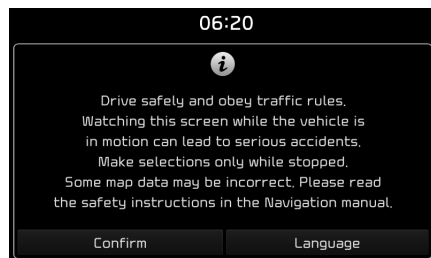 06:20
i
Drive safely and obey traffic rules.
Watching this screen while the vehicle is
in motion can lead to serious accidents.
Make selections only while stopped.
Some map data may be incorrect. Please read
the safety instructions in the Navigation manual.
Confirm
Language